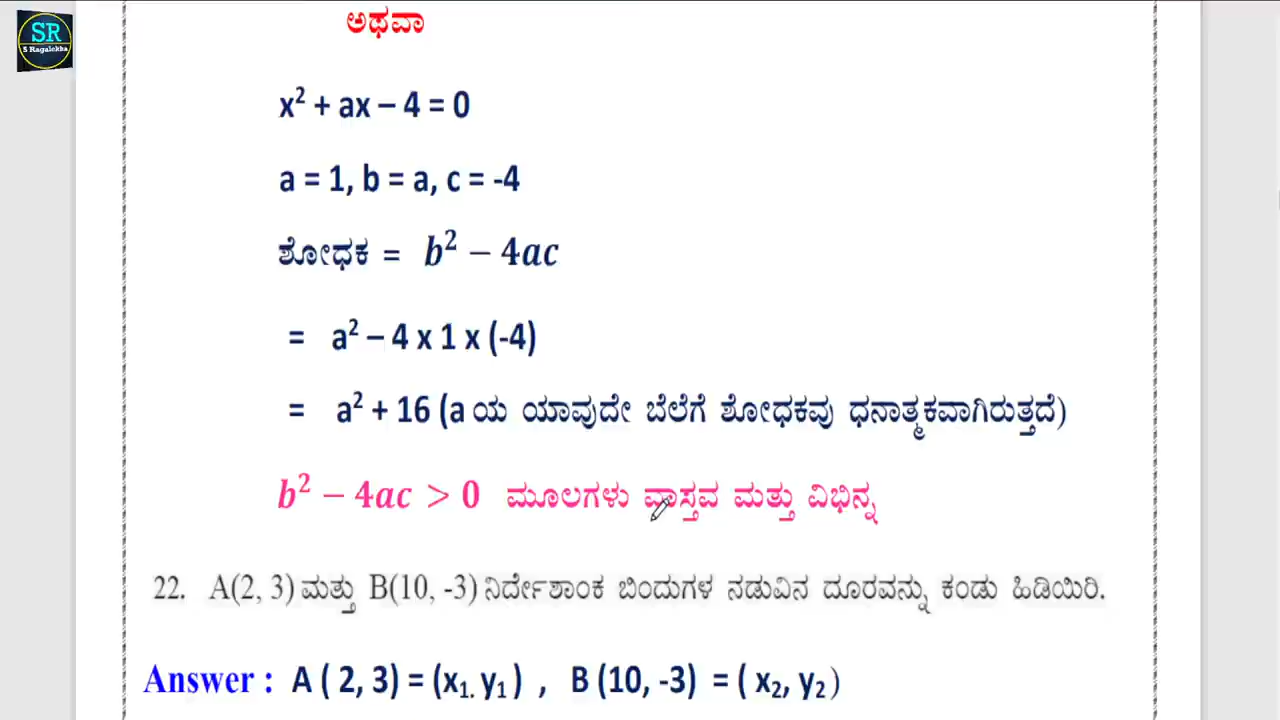 SR
S Ragalekha
ಅಥವಾ
x² + ax – 4 = 0
a = 1, b = a, c = -4
ಶೋಧಕ = b² − 4ac
= a² – 4 x 1 x (-4)
= a² + 16 (a ಯ ಯಾವುದೇ ಬೆಲೆಗೆ ಶೋಧಕವು ಧನಾತ್ಮಕವಾಗಿರುತ್ತದೆ)
b² − 4ac > 0 ಮೂಲಗಳು ವಾಸ್ತವ ಮತ್ತು ವಿಭಿನ್ನ
22. A(2, 3) ಮತ್ತು B(10, -3) ನಿರ್ದೇಶಾಂಕ ಬಿಂದುಗಳ ನಡುವಿನ ದೂರವನ್ನು ಕಂಡು ಹಿಡಿಯಿರಿ.
Answer : A ( 2, 3) = (x₁. y₁ ) , B (10, -3) = ( x₂, y₂ )